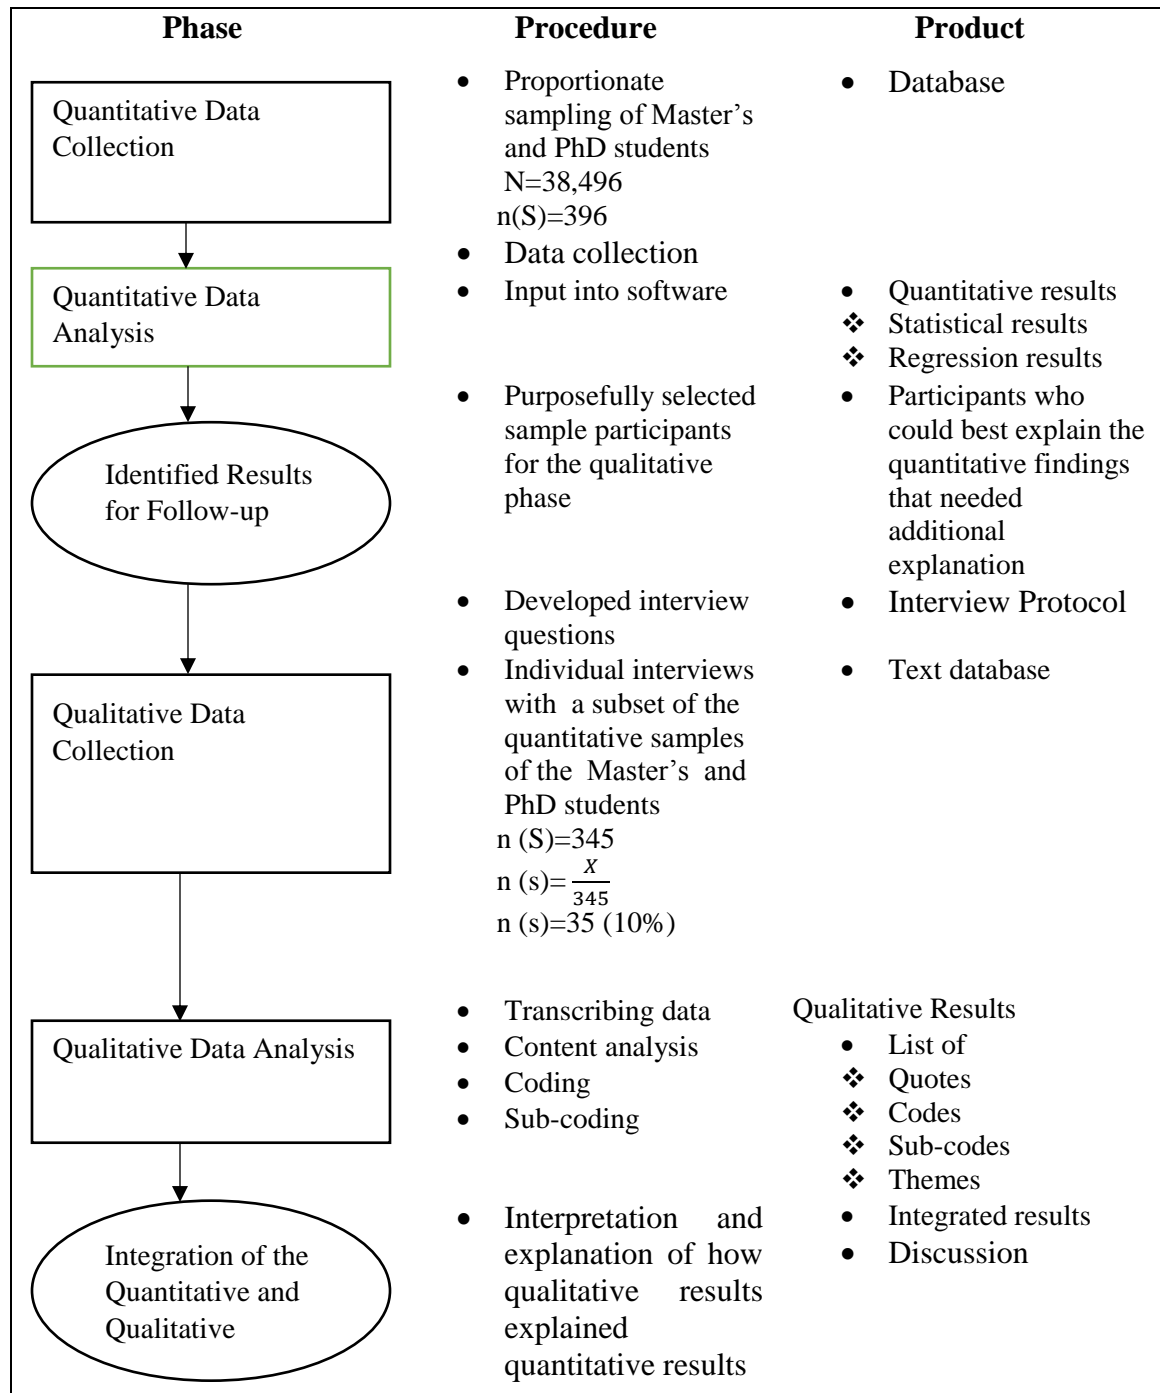 Phase Procedure Product
Quantitative Data
Collection
• Proportionate
sampling of Master’s
and PhD students
N=38,496
n(S)=396
• Data collection
• Database
Quantitative Data
Analysis
• Input into software
• Quantitative results
❖ Statistical results
❖ Regression results
Identified Results
for Follow-up
• Purposefully selected
sample participants
for the qualitative
phase
• Participants who
could best explain the
quantitative findings
that needed
additional
explanation
• Developed interview
questions
• Interview Protocol
Qualitative Data
Collection
• Individual interviews
with a subset of the
quantitative samples
of the Master’s and
PhD students
n (S)=345
n (s)=X/345
n (s)=35 (10%)
• Text database
Qualitative Data Analysis
• Transcribing data
• Content analysis
• Coding
• Sub-coding
Qualitative Results
• List of
❖ Quotes
❖ Codes
❖ Sub-codes
❖ Themes
Integration of the
Quantitative and
Qualitative
• Interpretation and
explanation of how
qualitative results
explained
quantitative results
• Integrated results
• Discussion